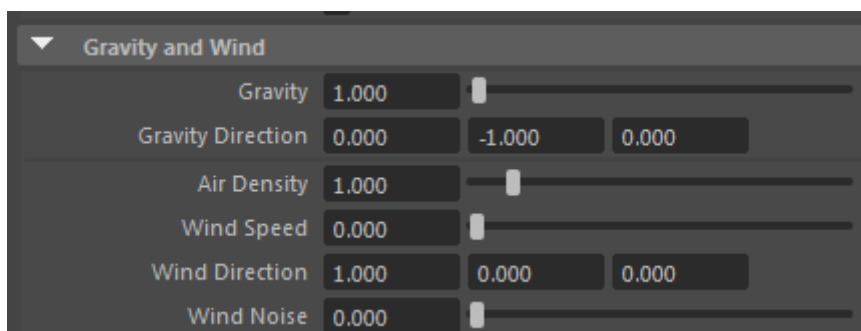 Gravity and Wind
Gravity 1.000
Gravity Direction 0.000 -1.000 0.000
Air Density 1.000
Wind Speed 0.000
Wind Direction 1.000 0.000 0.000
Wind Noise 0.000